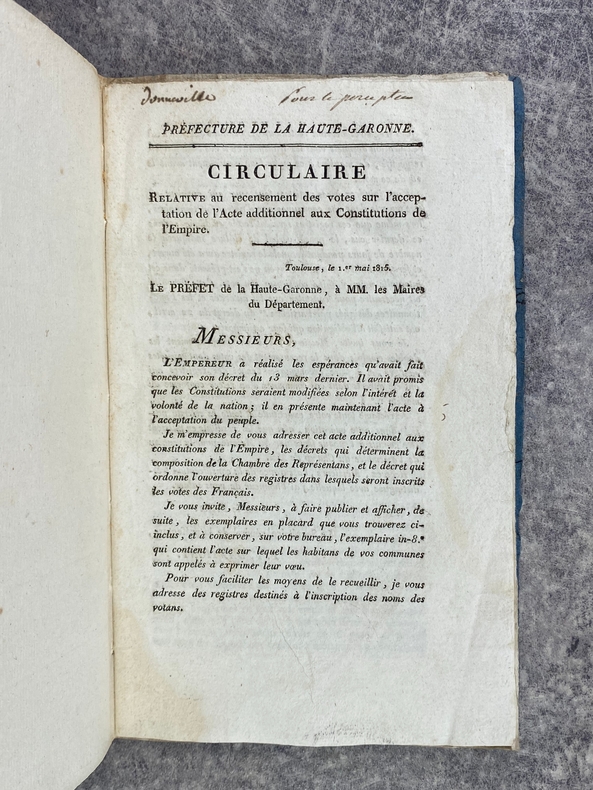 Donneville Pour le percepteur
PRÉFECTURE DE LA HAUTE-GARONNE.
CIRCULAIRE
RELATIVE au recensement des votes sur l'accep-
tation de l'Acte additionnel aux Constitutions de
l'Empire.
Toulouse, le 1.er mai 1815.
LE PRÉFET de la Haute-Garonne, à MM. les Maires
du Département.
MESSIEURS,
L'EMPEREUR a réalisé les espérances qu'avait fait
concevoir son décret du 13 mars dernier. Il avait promis
que les Constitutions seraient modifiées selon l'intérêt et la
volonté de la nation ; il en présente maintenant l'acte à
l'acceptation du peuple.
Je m'empresse de vous adresser cet acte additionnel aux
constitutions de l'Empire, les décrets qui déterminent la
composition de la Chambre des Représentans, et le décret qui
ordonne l'ouverture des registres dans lesquels seront inscrits
les votes des Français.
Je vous invite, Messieurs, à faire publier et afficher, de
suite, les exemplaires en placard que vous trouverez ci-
inclus, et à conserver, sur votre bureau, l'exemplaire in-8.°
qui contient l'acte sur lequel les habitans de vos communes
sont appelés à exprimer leur vœu.
Pour vous faciliter les moyens de le recueillir, je vous
adresse des registres destinés à l'inscription des noms des
votans.